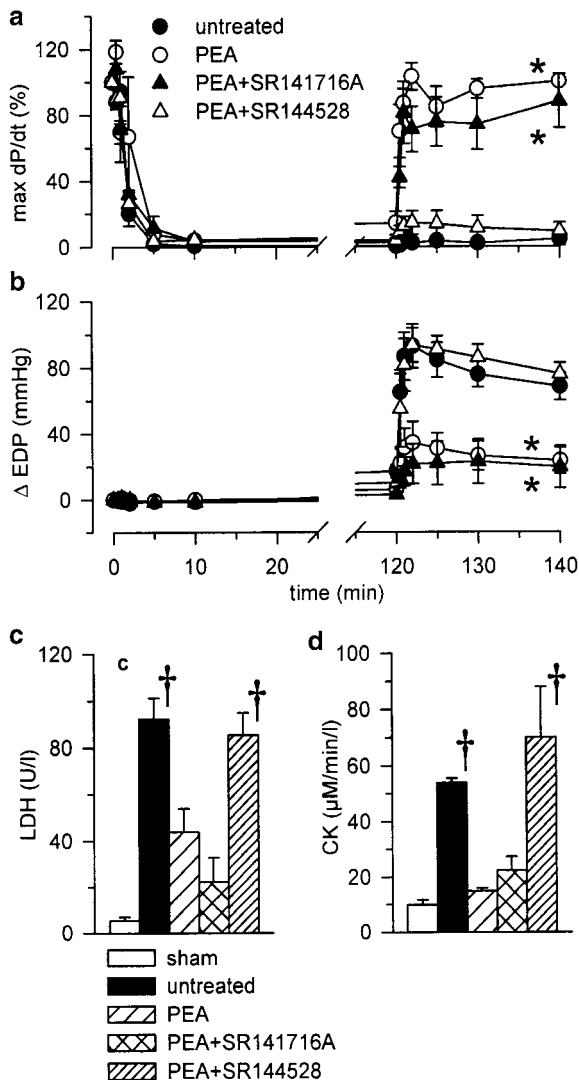 a
untreated
PEA
PEA+SR141716A
PEA+SR144528
max dP/dt (%)
120
80
40
0
*
*
b
Δ EDP (mmHg)
120
80
40
0
*
*
0 10 20 120 130 140
time (min)
c
c
LDH (U/l)
120
80
40
0
†
†
d
CK (µM/min/l)
100
80
60
40
20
0
†
†
sham
untreated
PEA
PEA+SR141716A
PEA+SR144528